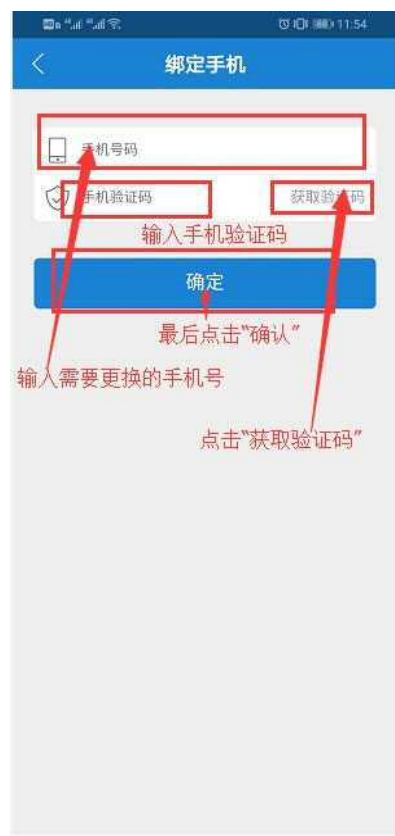 11:54
绑定手机
手机号码
手机验证码 获取验证码
输入手机验证码
确定
最后点击“确认”
输入需要更换的手机号
点击“获取验证码”